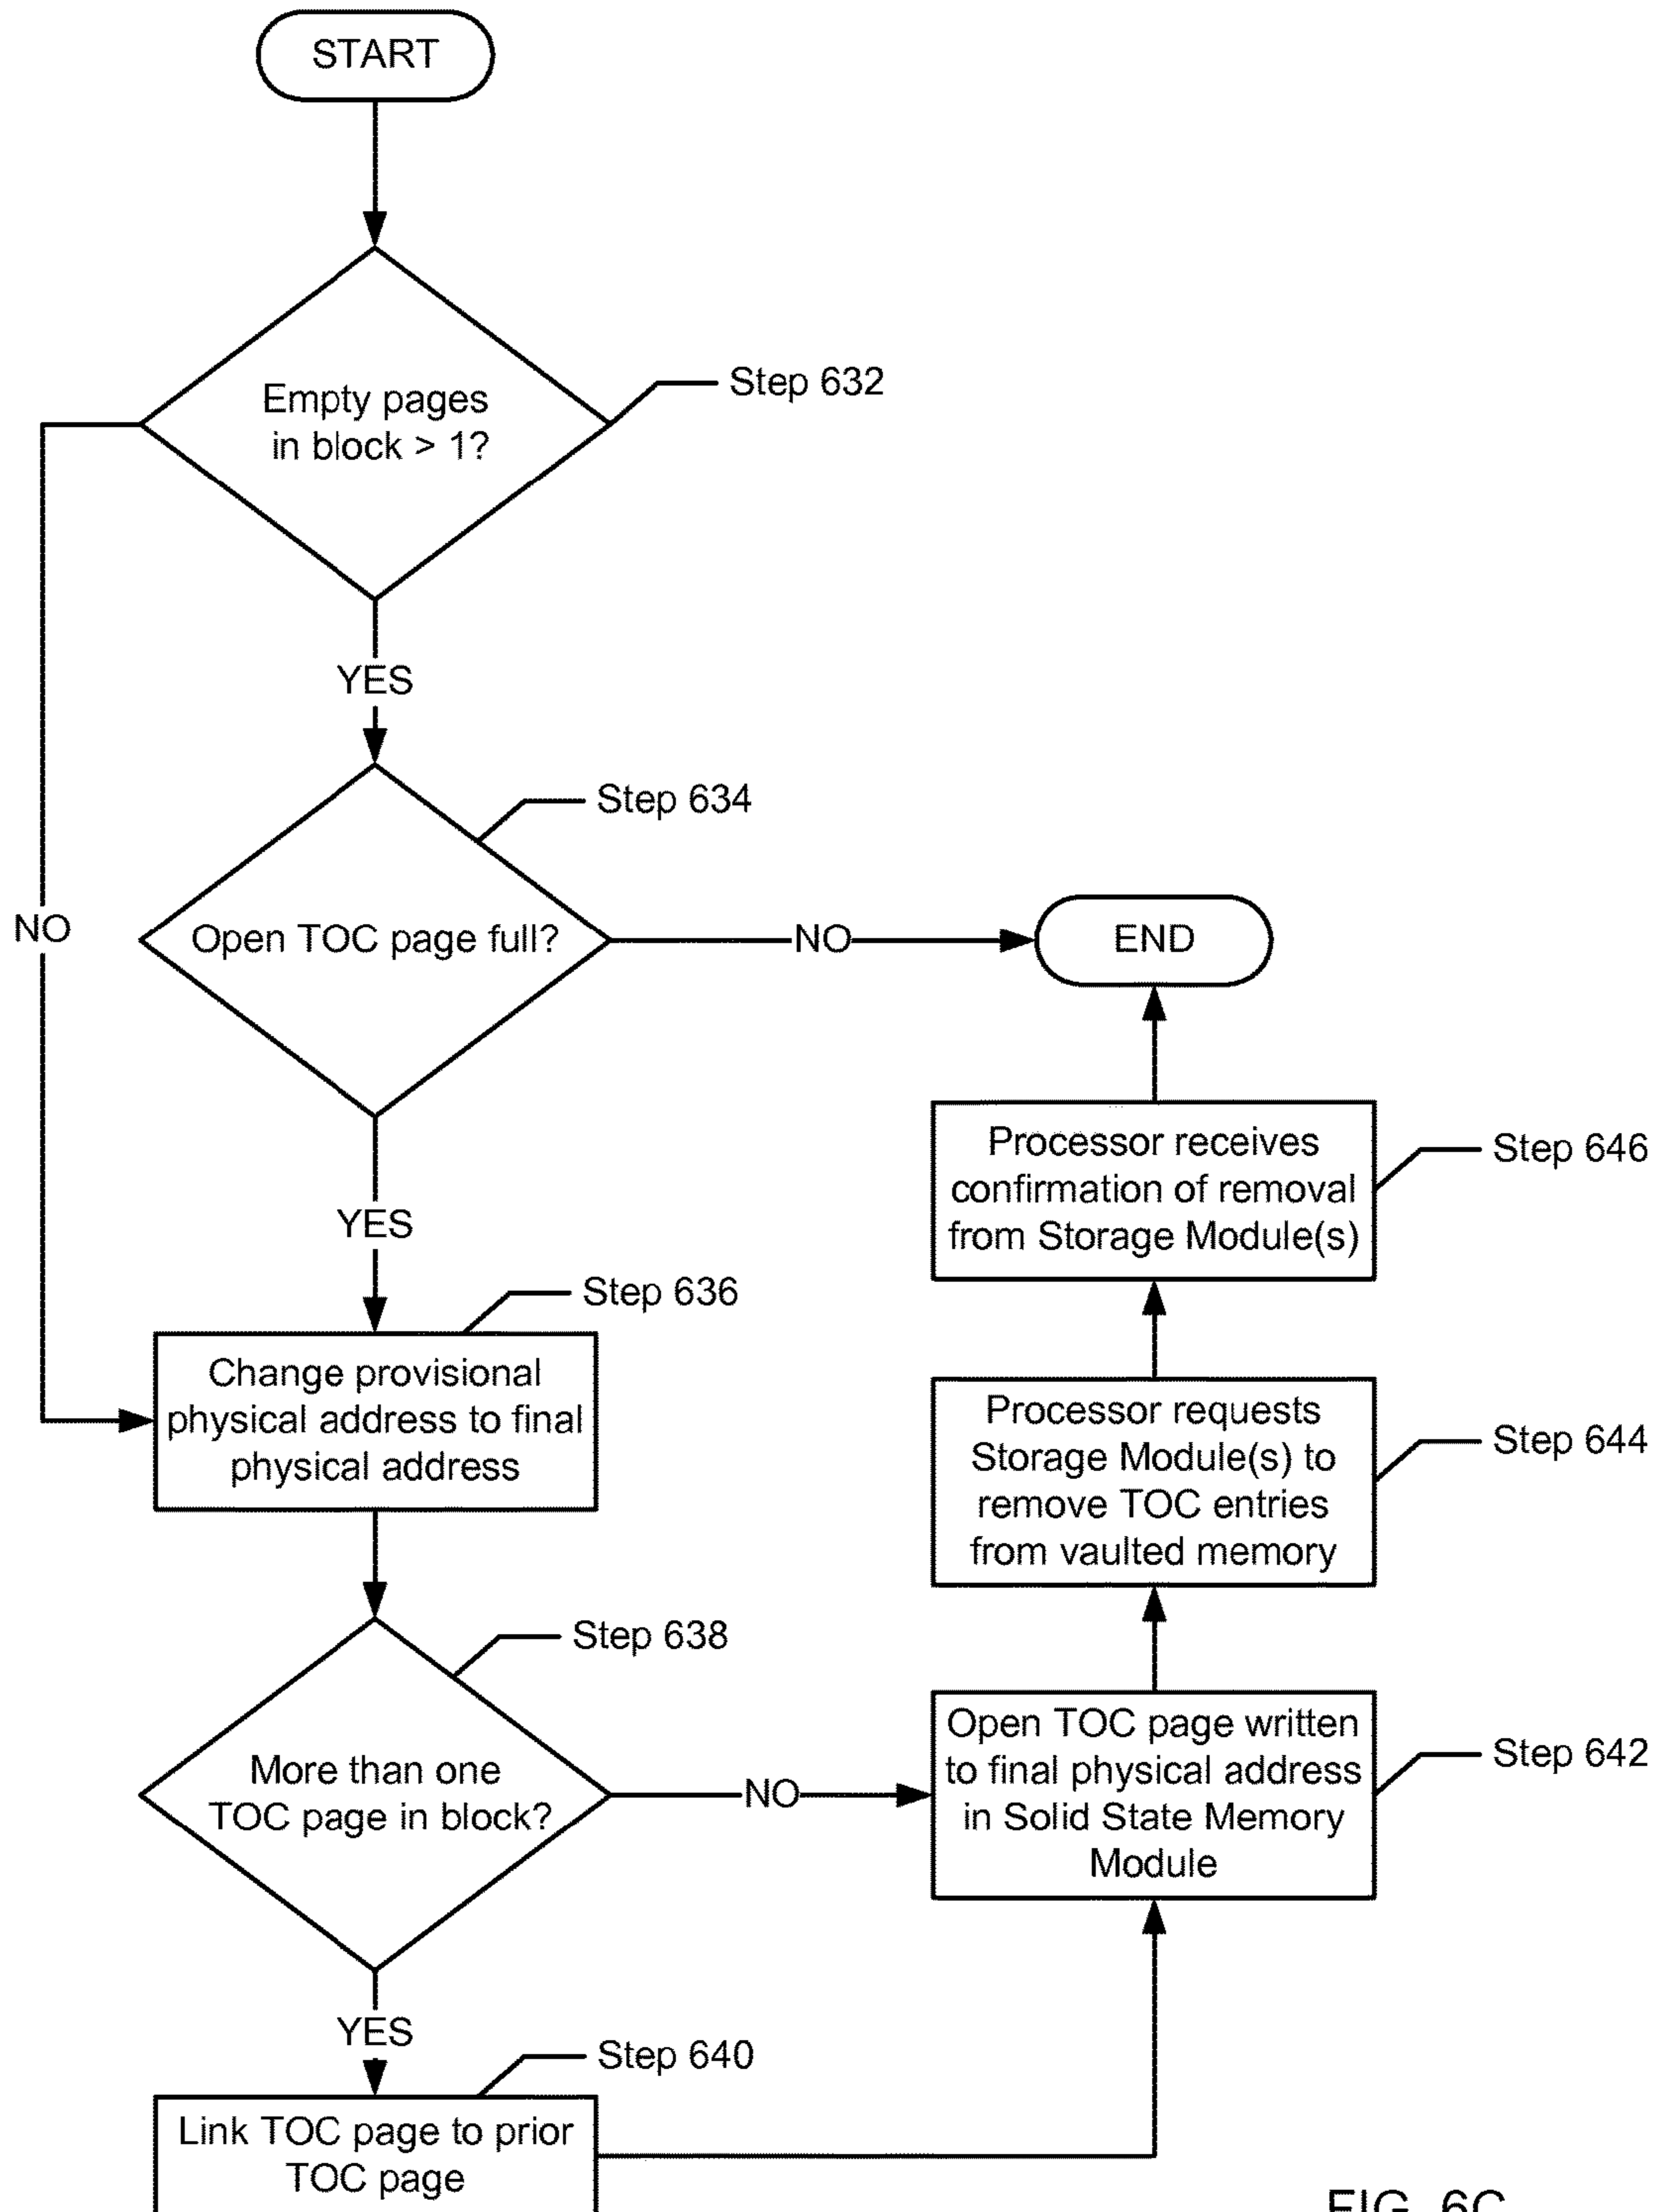 START
Empty pages
in block > 1?
Step 632
YES
Step 634
NO
Open TOC page full?
NO
END
YES
Processor receives
confirmation of removal
from Storage Module(s)
Step 646
Step 636
Change provisional
physical address to final
physical address
Processor requests
Storage Module(s) to
remove TOC entries
from vaulted memory
Step 644
Step 638
More than one
TOC page in block?
NO
Open TOC page written
to final physical address
in Solid State Memory
Module
Step 642
YES
Step 640
Link TOC page to prior
TOC page
FIG. 6C